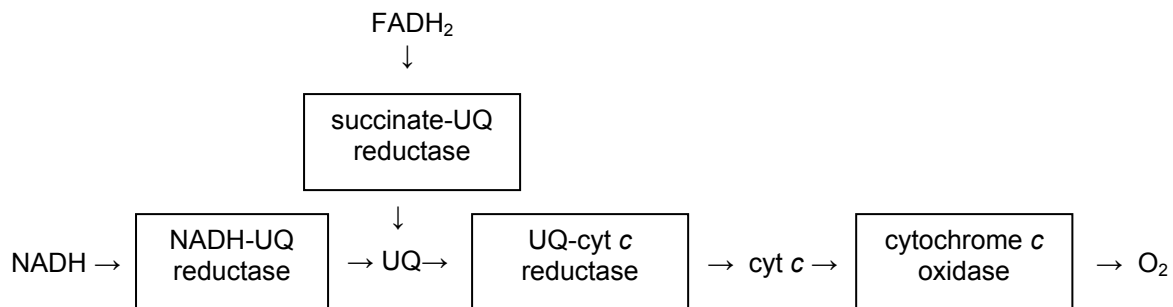 FADH₂
↓
succinate-UQ
reductase
↓
NADH →
NADH-UQ
reductase
→ UQ→
UQ-cyt c
reductase
→ cyt c →
cytochrome c
oxidase
→ O₂